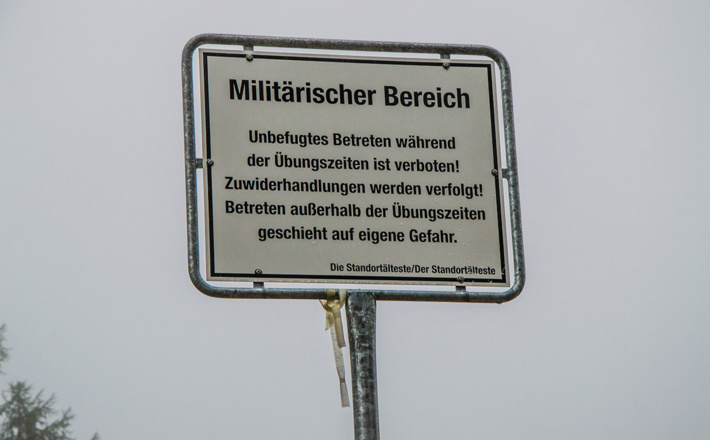 Militärischer Bereich
Unbefugtes Betreten während
der Übungszeiten ist verboten!
Zuwiderhandlungen werden verfolgt!
Betreten außerhalb der Übungszeiten
geschieht auf eigene Gefahr.
Die Standortälteste/Der Standortälteste